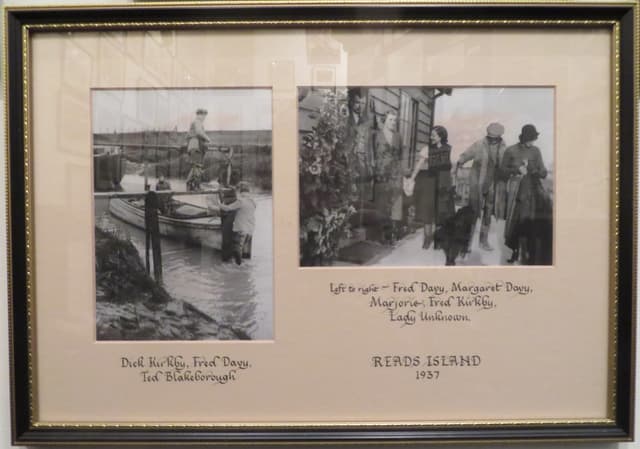 Dick Kirkby, Fred Davy,
Ted Blakeborough
Left to right - Fred Davy, Margaret Davy,
Marjorie, Fred Kirkby,
Lady Unknown.
READS ISLAND
1937